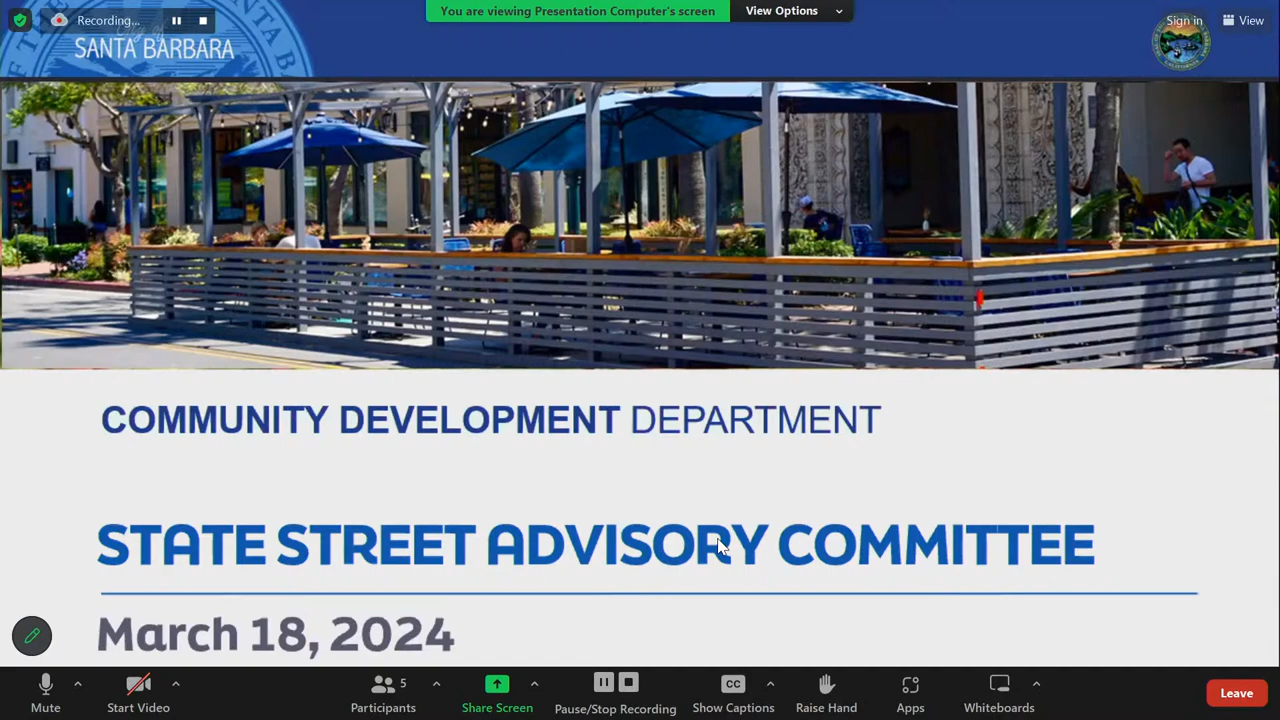 Recording...
You are viewing Presentation Computer's screen
View Options
Sign in
View
City of
SANTA BARBARA
COMMUNITY DEVELOPMENT DEPARTMENT
STATE STREET ADVISORY COMMITTEE
March 18, 2024
Mute
Start Video
5
Participants
Share Screen
Pause/Stop Recording
CC
Show Captions
Raise Hand
Apps
Whiteboards
Leave